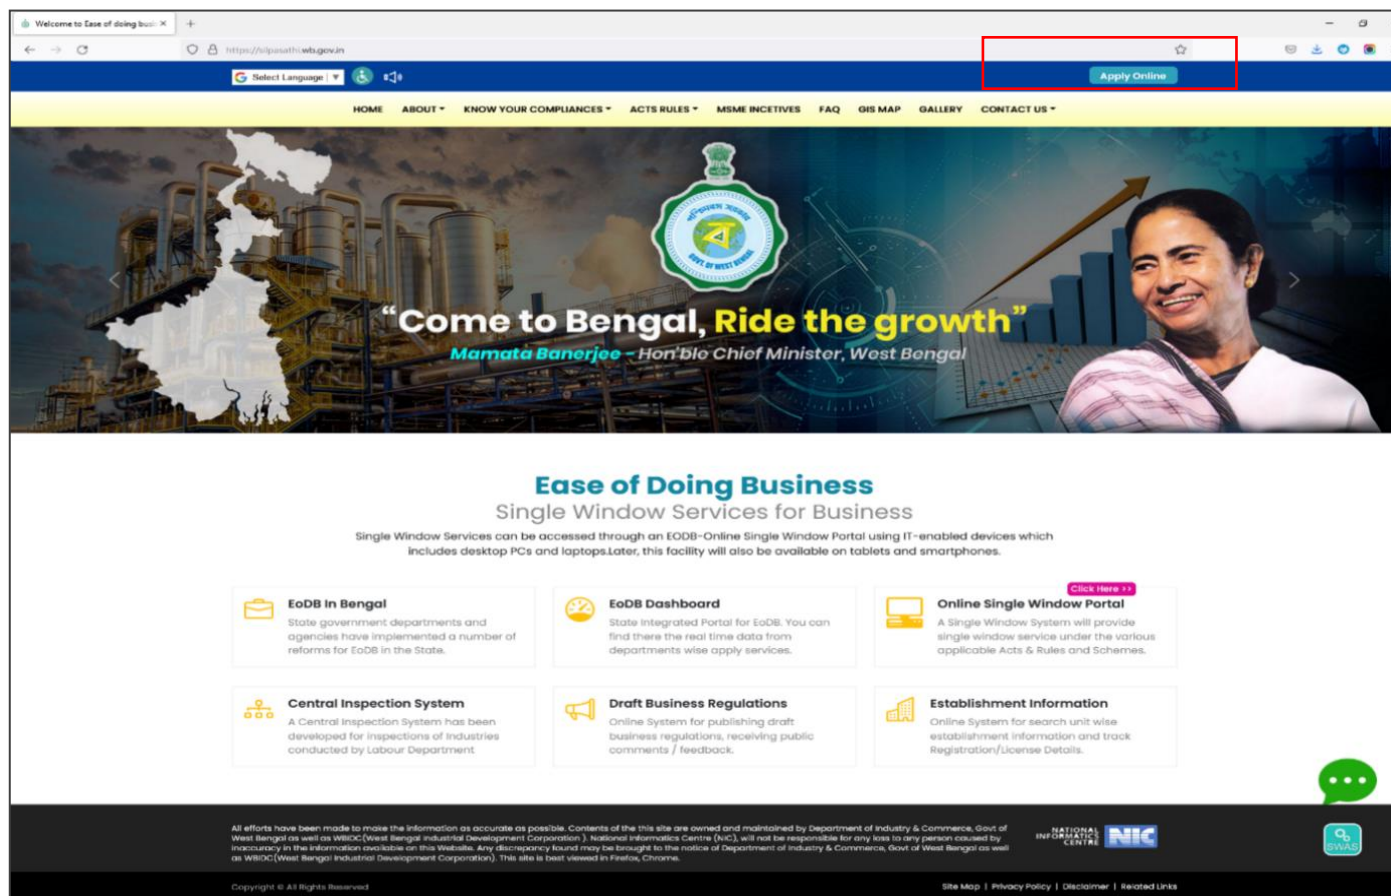 Welcome to Ease of doing busi
https://silpasathi.wb.gov.in
Select Language
Apply Online
HOME ABOUT KNOW YOUR COMPLIANCES ACTS RULES MSME INCETIVES FAQ GIS MAP GALLERY CONTACT US
পশ্চিমবঙ্গ সরকার
ব
GOVT. OF WEST BENGAL
“Come to Bengal, Ride the growth”
Mamata Banerjee - Hon'ble Chief Minister, West Bengal
Ease of Doing Business
Single Window Services for Business
Single Window Services can be accessed through an EODB-Online Single Window Portal using IT-enabled devices which
includes desktop PCs and laptops.Later, this facility will also be available on tablets and smartphones.
EoDB In Bengal
State government departments and
agencies have implemented a number of
reforms for EoDB in the State.
EoDB Dashboard
State Integrated Portal for EoDB. You can
find there the real time data from
departments wise apply services.
Click Here >>
Online Single Window Portal
A Single Window System will provide
single window service under the various
applicable Acts & Rules and Schemes.
Central Inspection System
A Central Inspection System has been
developed for inspections of Industries
conducted by Labour Department
Draft Business Regulations
Online System for publishing draft
business regulations, receiving public
comments / feedback.
Establishment Information
Online System for search unit wise
establishment information and track
Registration/License Details.
All efforts have been made to make the information as accurate as possible. Contents of the this site are owned and maintained by Department of Industry & Commerce, Govt of
West Bengal as well as WBIDC(West Bengal Industrial Development Corporation ). National Informatics Centre (NIC), will not be responsible for any loss to any person caused by
inaccuracy in the information available on this Website. Any discrepancy found may be brought to the notice of Department of Industry & Commerce, Govt of West Bengal as well
as WBIDC(West Bengal Industrial Development Corporation). This site is best viewed in Firefox, Chrome.
NATIONAL
INFORMATICS
CENTRE
NIC
SWAS
Copyright © All Rights Reserved
Site Map | Privacy Policy | Disclaimer | Related Links